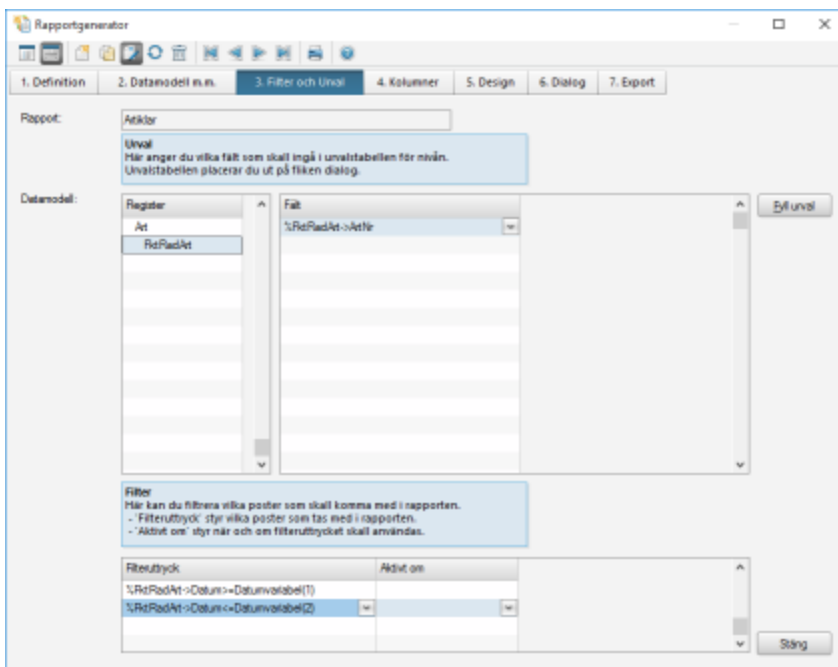 Rapportgenerator
1. Definition 2. Datamodell m.m. 3. Filter och Urval 4. Kolumner 5. Design 6. Dialog 7. Export
Rapport: Artiklar
Urval
Här anger du vilka fält som skall ingå i urvalstabellen för nivån.
Urvalstabellen placerar du ut på fliken dialog.
Datamodell: Register Fält Fyll urval
Art %FktRadArt->ArtNr
FktRadArt
Filter
Här kan du filtrera vilka poster som skall komma med i rapporten.
- 'Filteruttryck' styr vilka poster som tas med i rapporten.
- 'Aktivt om' styr när och om filteruttrycket skall användas.
Filteruttryck Aktivt om
%FktRadArt->Datum>=Datumvariabel(1)
%FktRadArt->Datum<=Datumvariabel(2)
Stäng